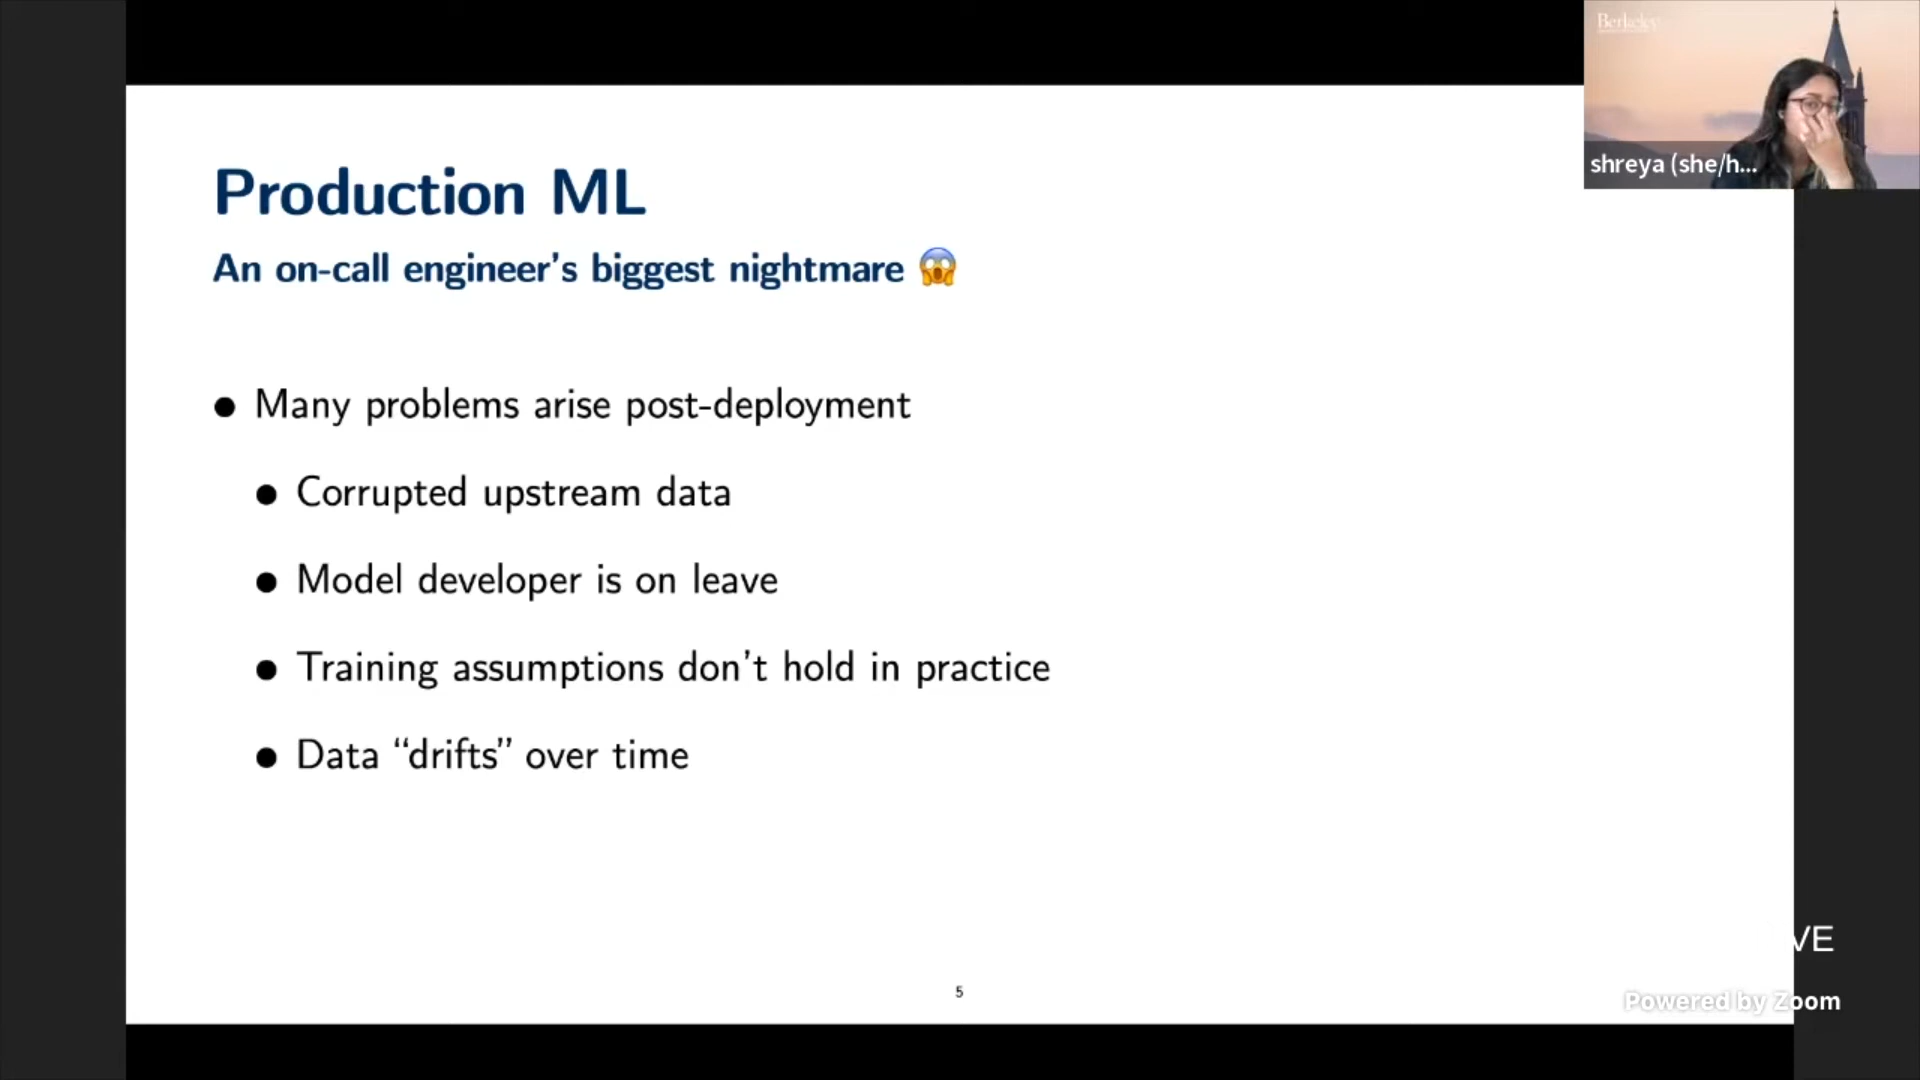 Berkeley
shreya (she/h...
Production ML
An on-call engineer's biggest nightmare 😱
● Many problems arise post-deployment
● Corrupted upstream data
● Model developer is on leave
● Training assumptions don't hold in practice
● Data “drifts” over time
VE
5
Powered by Zoom